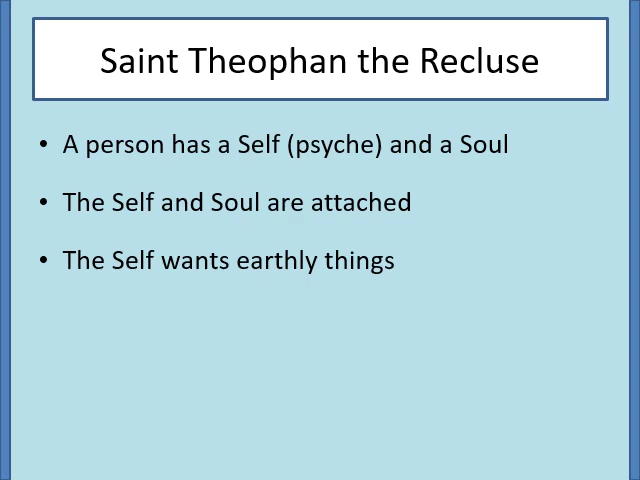 Saint Theophan the Recluse
• A person has a Self (psyche) and a Soul
• The Self and Soul are attached
• The Self wants earthly things